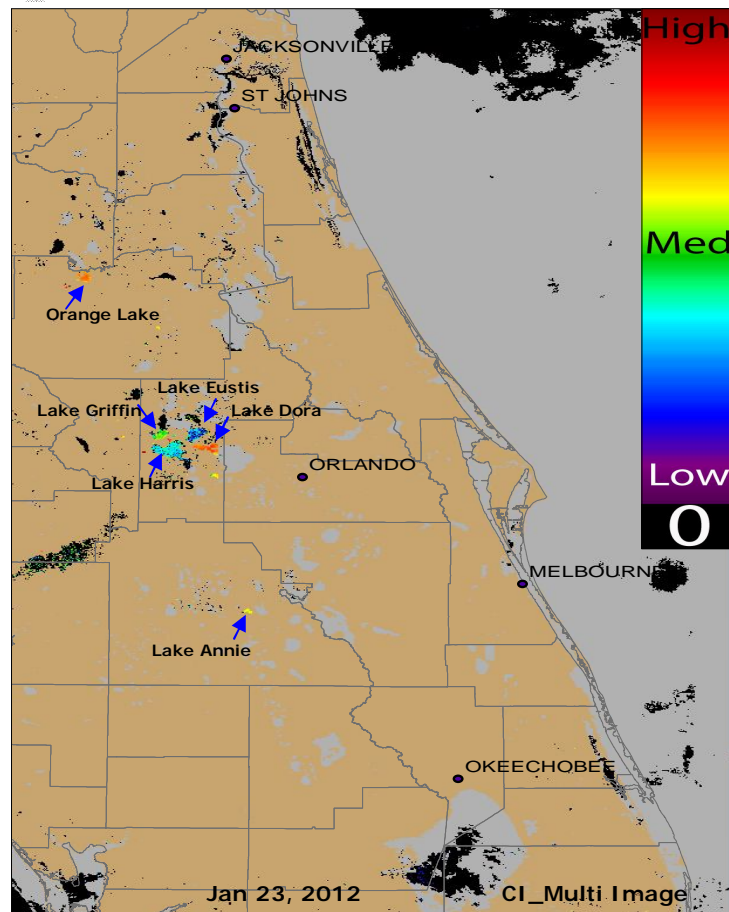 High
JACKSONVILLE
ST JOHNS
Med
Orange Lake
Lake Eustis
Lake Griffin
Lake Dora
ORLANDO
Low
Lake Harris
0
MELBOURNE
Lake Annie
OKEECHOBEE
Jan 23, 2012
CI_Multi Image